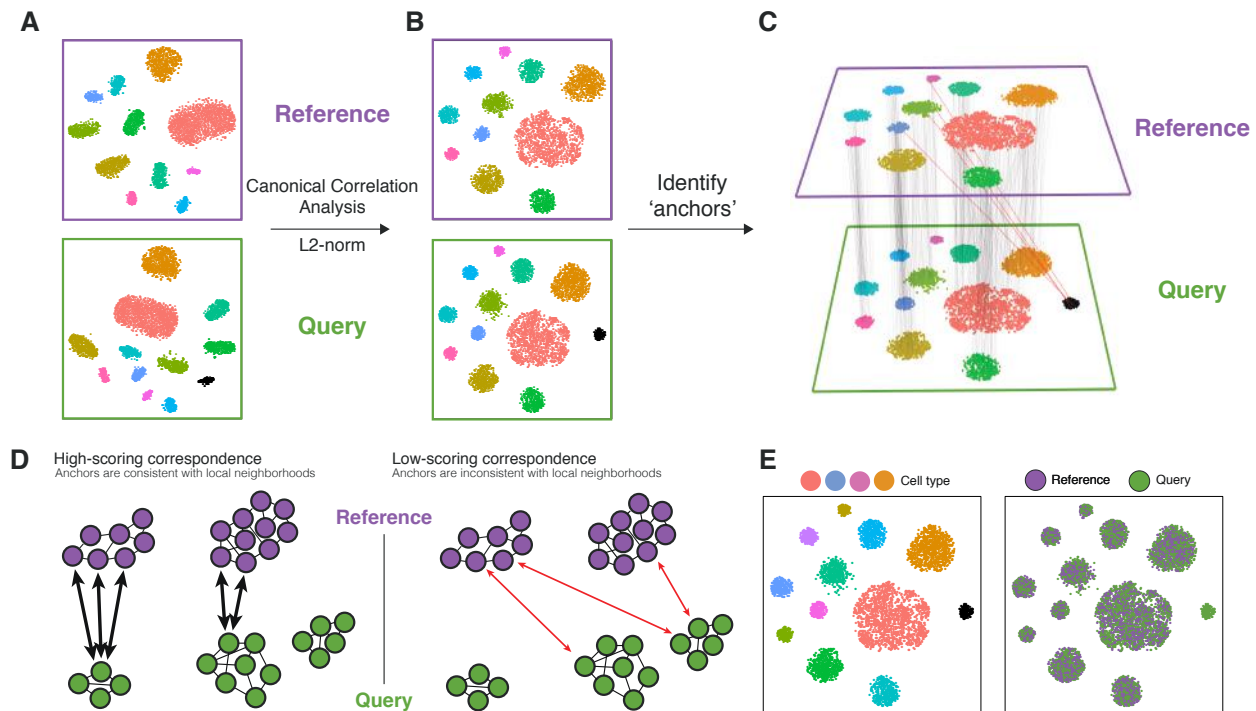 A
B
C
Reference
Canonical Correlation
Analysis
L2-norm
Query
Identify
‘anchors’
Reference
Query
D
High-scoring correspondence
Anchors are consistent with local neighborhoods
Low-scoring correspondence
Anchors are inconsistent with local neighborhoods
Reference
Query
E
Cell type
Reference
Query